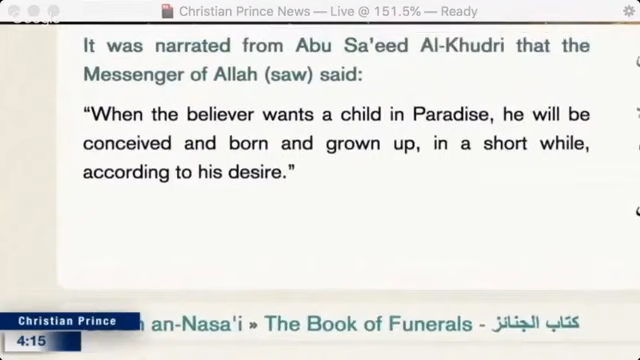 Christian Prince News — Live @ 151.5% — Ready
It was narrated from Abu Sa'eed Al-Khudri that the
Messenger of Allah (saw) said:
“When the believer wants a child in Paradise, he will be
conceived and born and grown up, in a short while,
according to his desire.”
an-Nasa'i » The Book of Funerals - كتاب الجنائز
Christian Prince
4:15